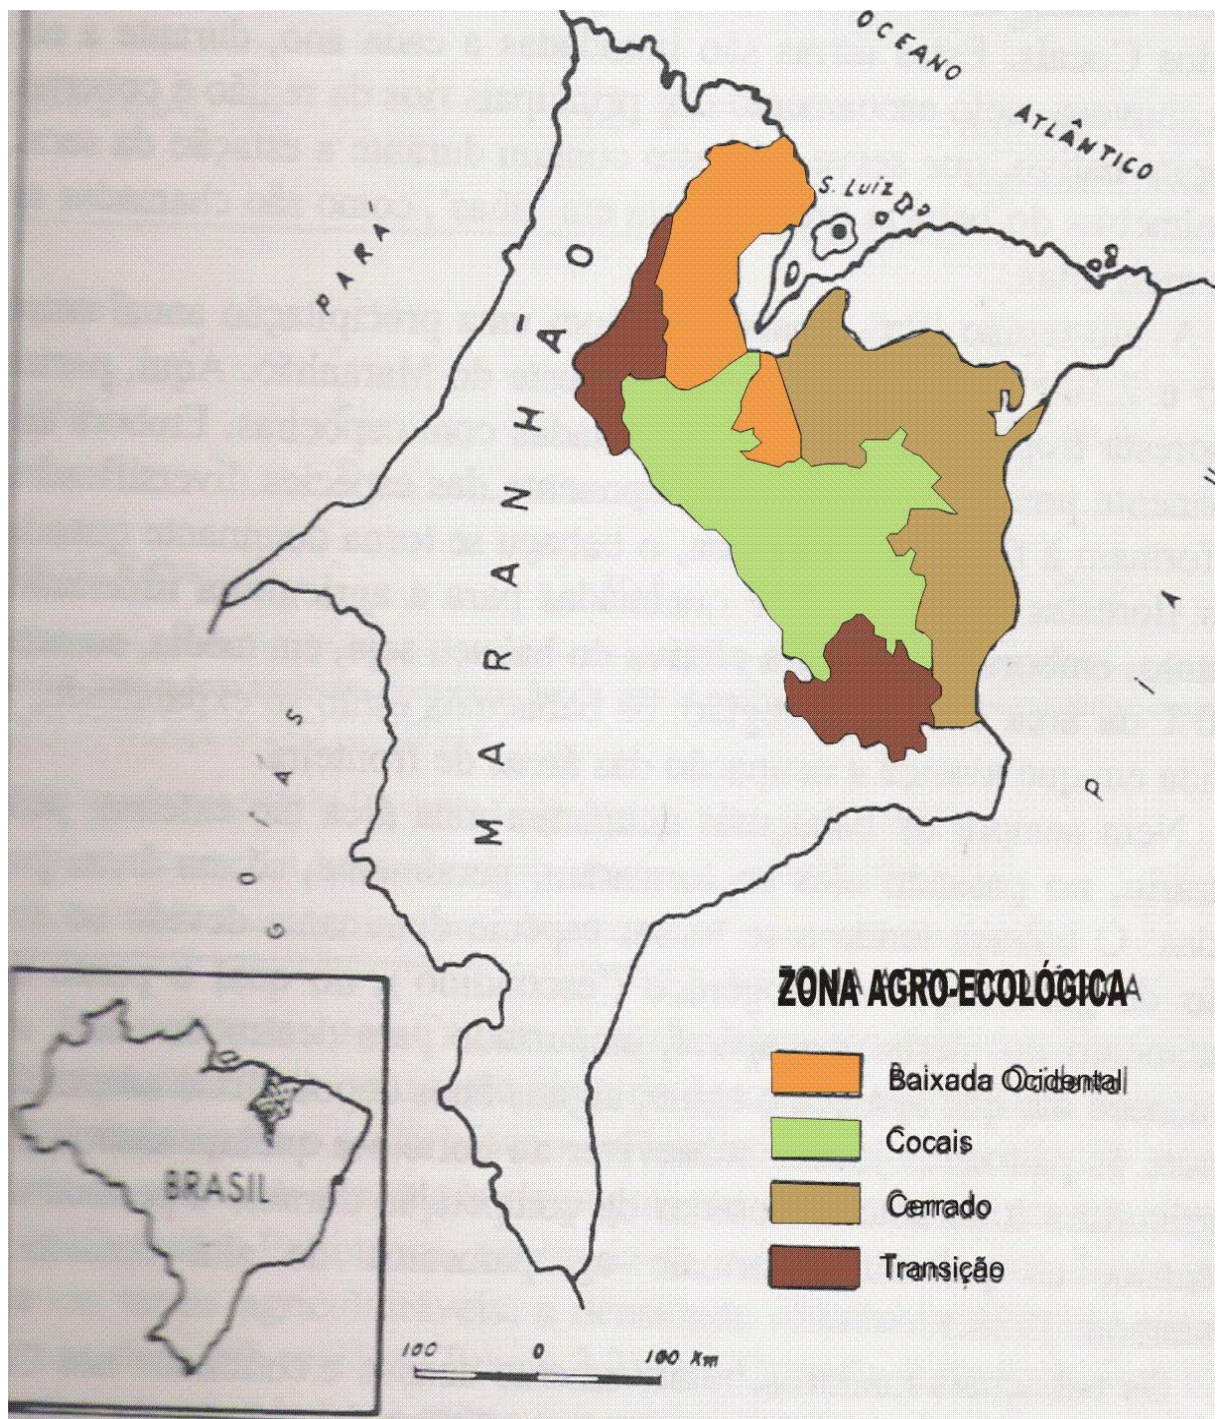 OCEANO
ATLÂNTICO
S. Luiz
PARÁ
MARANHÃO
PIAUÍ
GOIÁS
BRASIL
ZONA AGRO-ECOLÓGICA
Baixada Ocidental
Cocais
Cerrado
Transição
100 0 100 Km